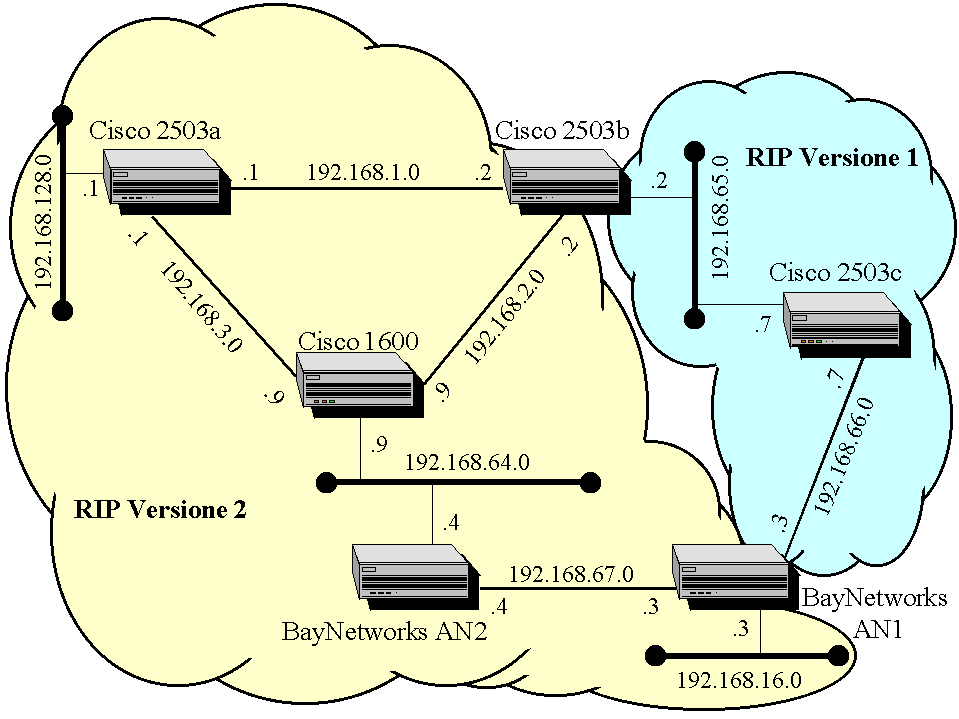 Cisco 2503a
Cisco 2503b
RIP Versione 1
192.168.128.0
.1
.1
192.168.1.0
.2
.2
192.168.65.0
.1
192.168.3.0
.2
192.168.2.0
Cisco 2503c
.7
.7
192.168.66.0
.3
Cisco 1600
.9
.9
.9
192.168.64.0
RIP Versione 2
.4
192.168.67.0
.4
.3
BayNetworks AN2
BayNetworks
AN1
.3
192.168.16.0